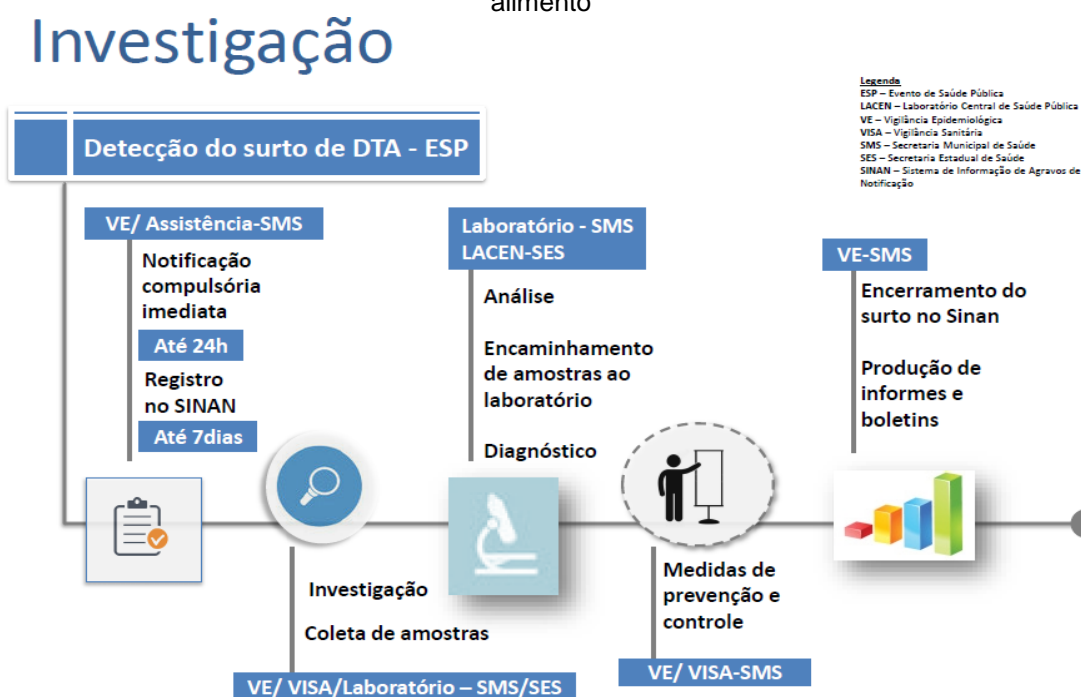 alimento
Investigação
Legenda
ESP – Evento de Saúde Pública
LACEN – Laboratório Central de Saúde Pública
VE – Vigilância Epidemiológica
VISA – Vigilância Sanitária
SMS – Secretaria Municipal de Saúde
SES – Secretaria Estadual de Saúde
SINAN – Sistema de Informação de Agravos de
Notificação
Detecção do surto de DTA - ESP
VE/ Assistência-SMS
Notificação
compulsória
imediata
Até 24h
Registro
no SINAN
Até 7dias
Investigação
Coleta de amostras
VE/ VISA/Laboratório – SMS/SES
Laboratório - SMS
LACEN-SES
Análise
Encaminhamento
de amostras ao
laboratório
Diagnóstico
Medidas de
prevenção e
controle
VE/ VISA-SMS
VE-SMS
Encerramento do
surto no Sinan
Produção de
informes e
boletins